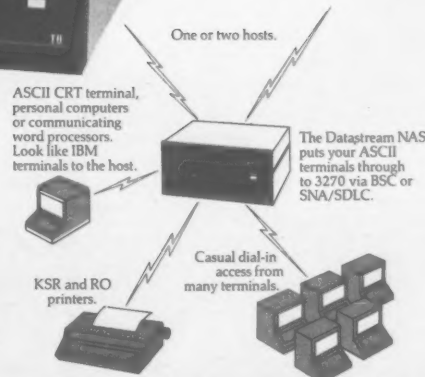 One or two hosts.
ASCII CRT terminal,
personal computers
or communicating
word processors.
Look like IBM
terminals to the host.
The Datastream NAS
puts your ASCII
terminals through
to 3270 via BSC or
SNA/SDLC.
KSR and RO
printers.
Casual dial-in
access from
many terminals.